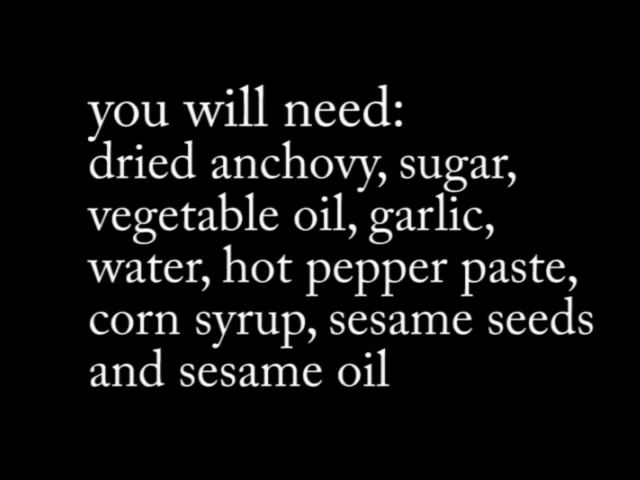 you will need:
dried anchovy, sugar,
vegetable oil, garlic,
water, hot pepper paste,
corn syrup, sesame seeds
and sesame oil